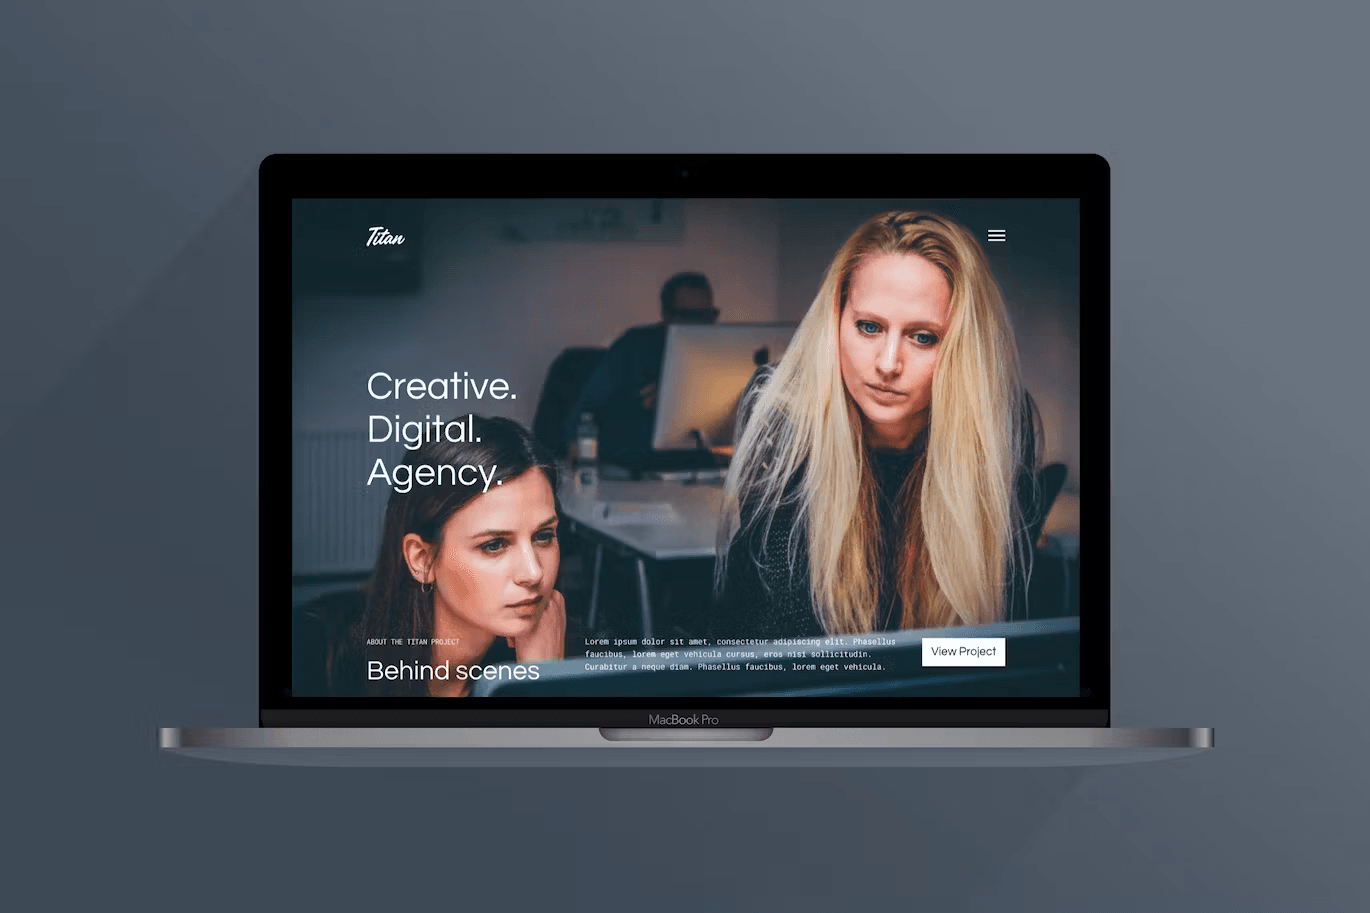 Titan
Creative.
Digital.
Agency.
ABOUT THE TITAN PROJECT
Behind scenes
Lorem ipsum dolor sit amet, consectetur adipiscing elit. Phasellus
faucibus, lorem eget vehicula cursus, eros nisi sollicitudin.
Curabitur a neque diam. Phasellus faucibus, lorem eget vehicula.
View Project
MacBook Pro